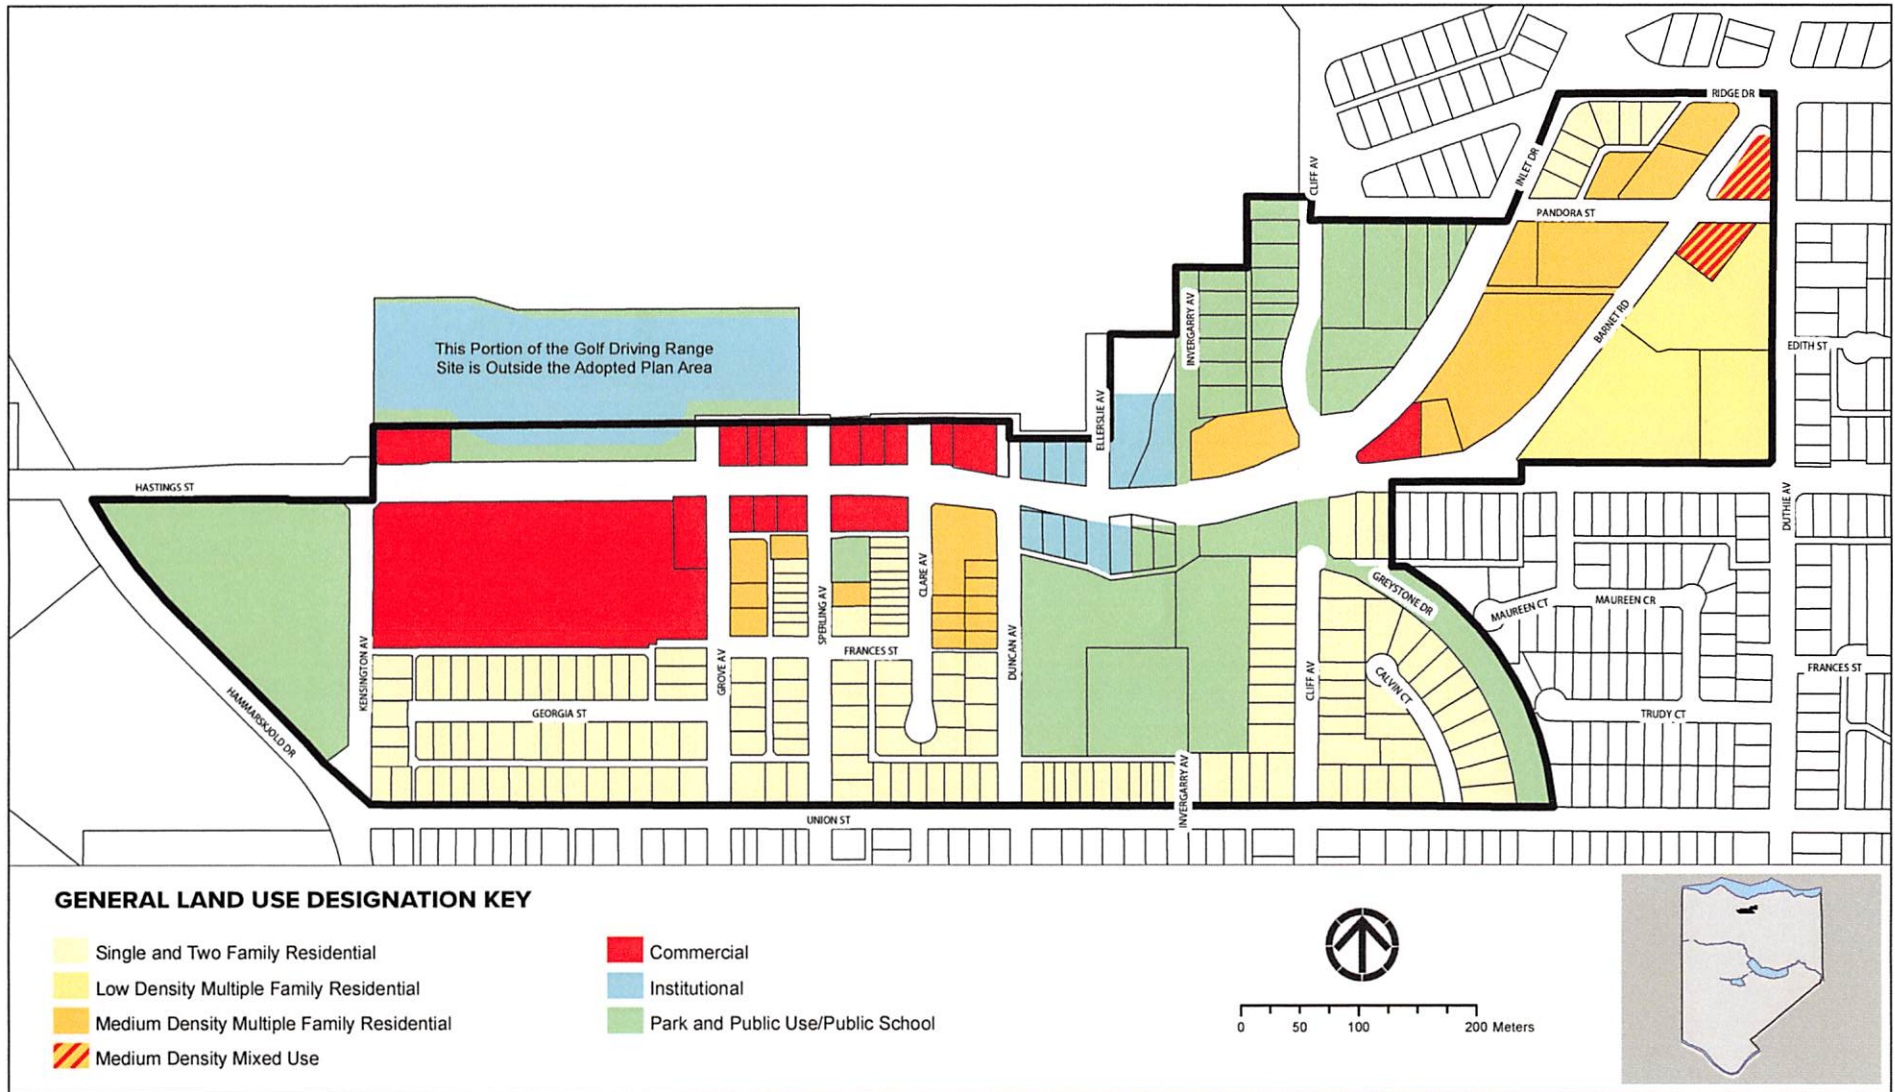 RIDGE DR
CLIFF AV
INLET DR
PANDORA ST
INVERGARRY AV
BARNET RD
EDITH ST
This Portion of the Golf Driving Range
Site is Outside the Adopted Plan Area
ELLERSLIE AV
HASTINGS ST
DUTHIE AV
CLARE AV
GREYSTONE DR
MAUREEN CT
MAUREEN CR
SPERLING AV
KENSINGTON AV
GROVE AV
FRANCES ST
DUNCAN AV
CLIFF AV
CALVIN CT
FRANCES ST
HAMMARSKJOLD DR
GEORGIA ST
TRUDY CT
INVERGARRY AV
UNION ST
GENERAL LAND USE DESIGNATION KEY
Single and Two Family Residential
Low Density Multiple Family Residential
Medium Density Multiple Family Residential
Medium Density Mixed Use
Commercial
Institutional
Park and Public Use/Public School
0 50 100 200 Meters